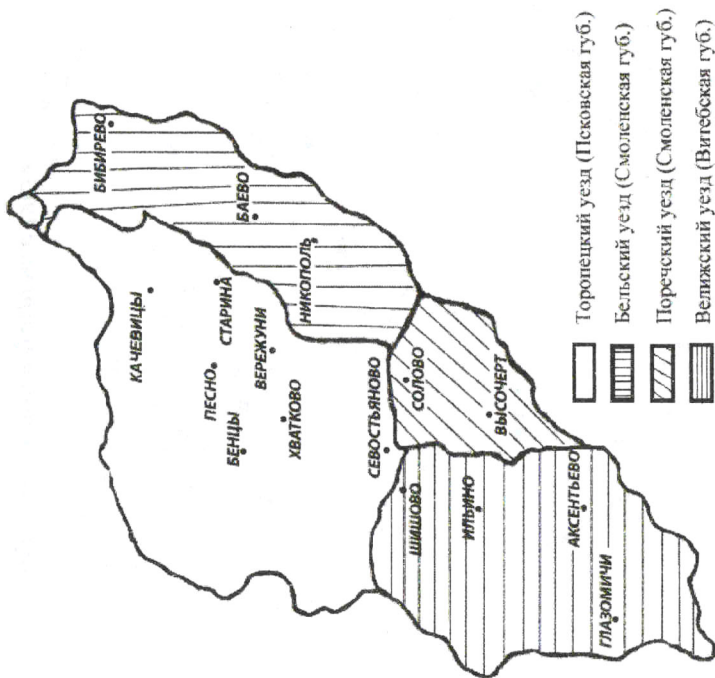 БИБИРЕВО
КАЧЕВИЦЫ
ПЕСНО
СТАРИНА
БЕНЦЫ
БАЕВО
ВЕРЕЖУНИ
ХВАТКОВО
НИКОПОЛЬ
СЕВОСТЬЯНОВО
ШИШОВО
СОЛОВО
ИЛЬИНО
ВЫСОЧЕРТ
АКСЕНТЬЕВО
ГЛАЗОМИЧИ
Торопецкий уезд (Псковская губ.)
Бельский уезд (Смоленская губ.)
Поречский уезд (Смоленская губ.)
Велижский уезд (Витебская губ.)